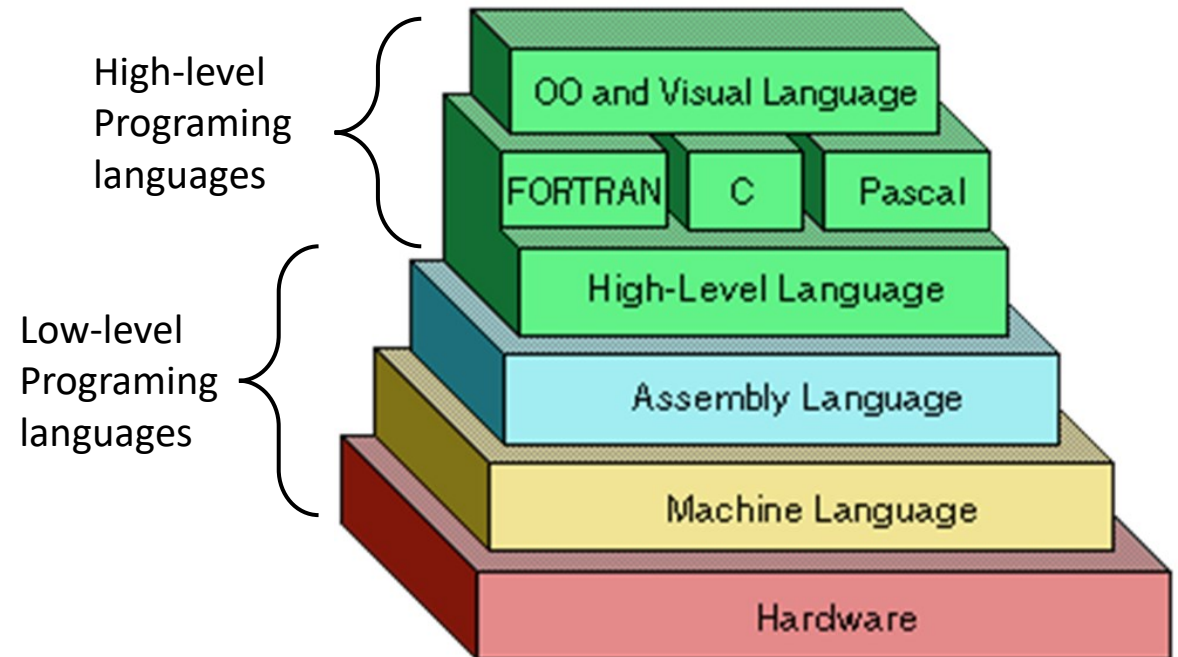 High-level
Programing
languages
OO and Visual Language
FORTRAN C Pascal
High-Level Language
Low-level
Programing
languages
Assembly Language
Machine Language
Hardware